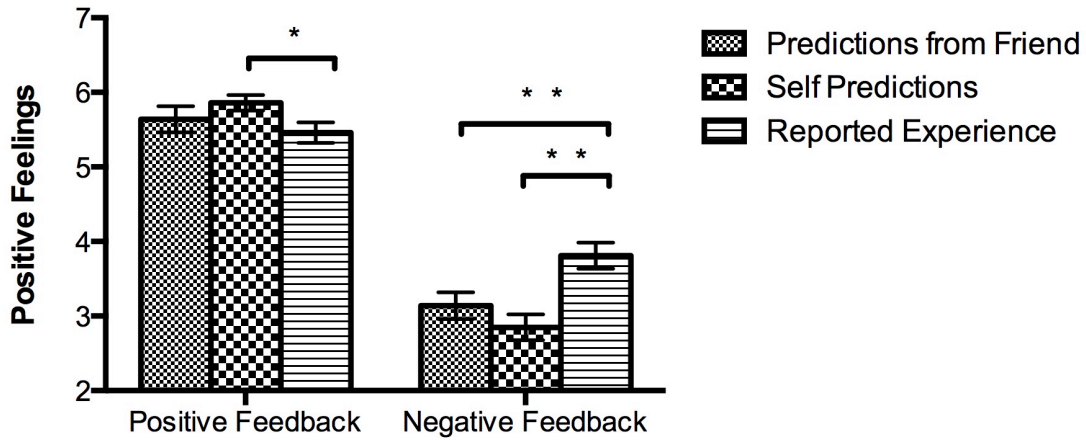 Positive Feelings
7
6
5
4
3
2
*
* *
* *
Positive Feedback
Negative Feedback
Predictions from Friend
Self Predictions
Reported Experience